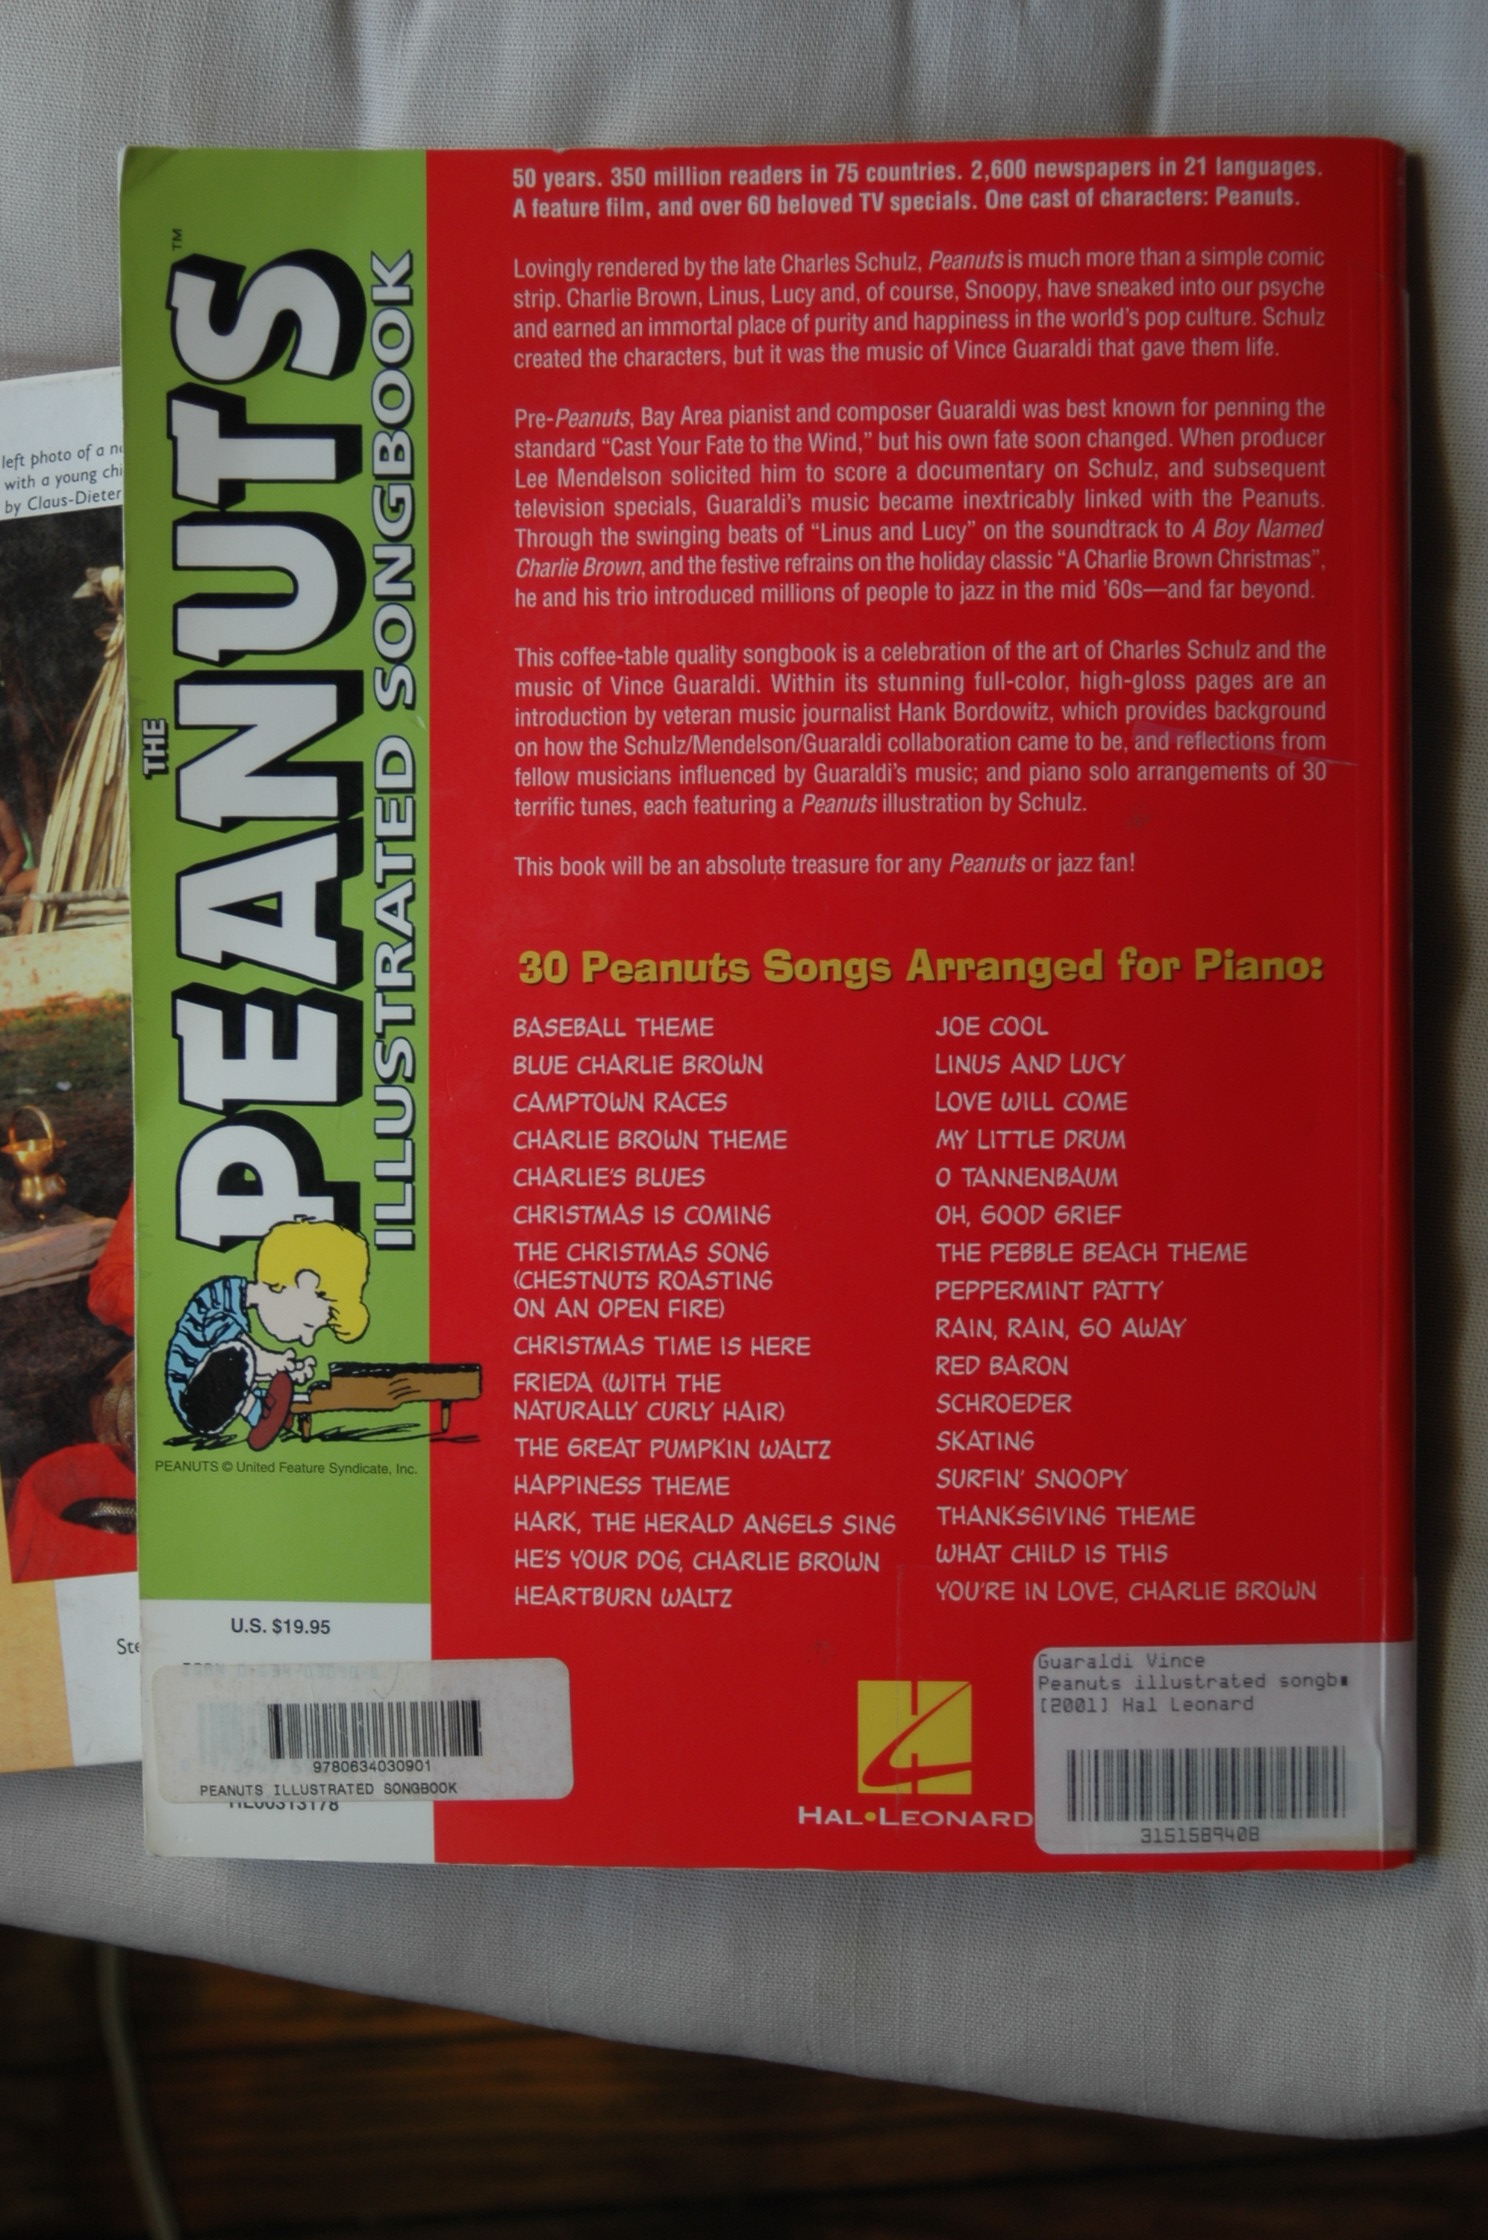 left photo of a
with a young
by Claus-Dieter
THE
PEANUTS™
ILLUSTRATED SONGBOOK
PEANUTS © United Feature Syndicate, Inc.
50 years. 350 million readers in 75 countries. 2,600 newspapers in 21 languages.
A feature film, and over 60 beloved TV specials. One cast of characters: Peanuts.
Lovingly rendered by the late Charles Schulz, Peanuts is much more than a simple comic
strip. Charlie Brown, Linus, Lucy and, of course, Snoopy, have sneaked into our psyche
and earned an immortal place of purity and happiness in the world's pop culture. Schulz
created the characters, but it was the music of Vince Guaraldi that gave them life.
Pre-Peanuts, Bay Area pianist and composer Guaraldi was best known for penning the
standard “Cast Your Fate to the Wind,” but his own fate soon changed. When producer
Lee Mendelson solicited him to score a documentary on Schulz, and subsequent
television specials, Guaraldi's music became inextricably linked with the Peanuts.
Through the swinging beats of “Linus and Lucy” on the soundtrack to A Boy Named
Charlie Brown, and the festive refrains on the holiday classic “A Charlie Brown Christmas”,
he and his trio introduced millions of people to jazz in the mid '60s—and far beyond.
This coffee-table quality songbook is a celebration of the art of Charles Schulz and the
music of Vince Guaraldi. Within its stunning full-color, high-gloss pages are an
introduction by veteran music journalist Hank Bordowitz, which provides background
on how the Schulz/Mendelson/Guaraldi collaboration came to be, and reflections from
fellow musicians influenced by Guaraldi's music; and piano solo arrangements of 30
terrific tunes, each featuring a Peanuts illustration by Schulz.
This book will be an absolute treasure for any Peanuts or jazz fan!
30 Peanuts Songs Arranged for Piano:
BASEBALL THEME
BLUE CHARLIE BROWN
CAMPTOWN RACES
CHARLIE BROWN THEME
CHARLIE'S BLUES
CHRISTMAS IS COMING
THE CHRISTMAS SONG
(CHESTNUTS ROASTING
ON AN OPEN FIRE)
CHRISTMAS TIME IS HERE
FRIEDA (WITH THE
NATURALLY CURLY HAIR)
THE GREAT PUMPKIN WALTZ
HAPPINESS THEME
HARK, THE HERALD ANGELS SING
HE'S YOUR DOG, CHARLIE BROWN
HEARTBURN WALTZ
JOE COOL
LINUS AND LUCY
LOVE WILL COME
MY LITTLE DRUM
O TANNENBAUM
OH, GOOD GRIEF
THE PEBBLE BEACH THEME
PEPPERMINT PATTY
RAIN, RAIN, GO AWAY
RED BARON
SCHROEDER
SKATING
SURFIN' SNOOPY
THANKSGIVING THEME
WHAT CHILD IS THIS
YOU'RE IN LOVE, CHARLIE BROWN
U.S. $19.95
9780634030901
PEANUTS ILLUSTRATED SONGBOOK
HL00313178
HAL•LEONARD
Guaraldi Vince
Peanuts illustrated songb
[2001] Hal Leonard
3151589408